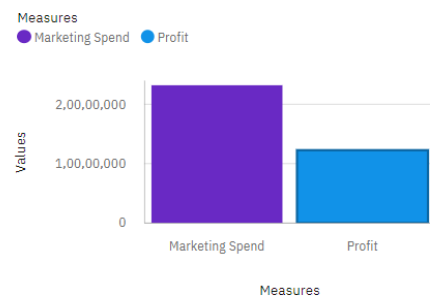 Measures
Marketing Spend Profit
2,00,00,000
Values
1,00,00,000
0
Marketing Spend Profit
Measures